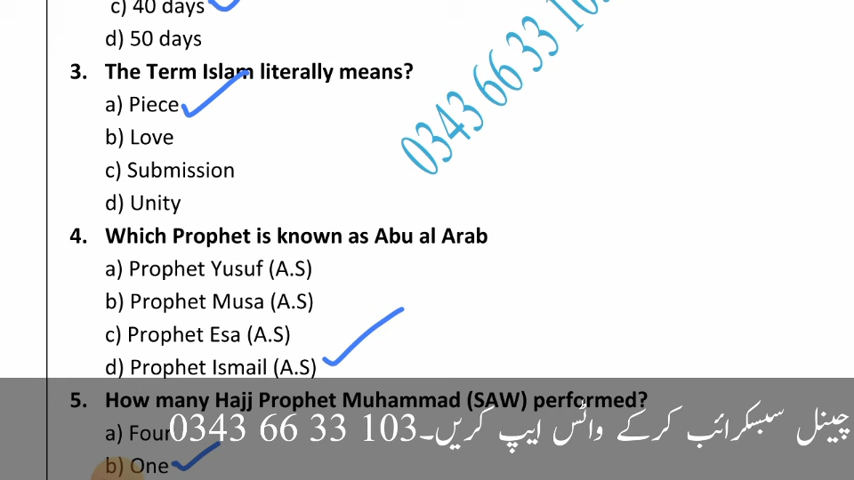 c) 40 days
d) 50 days
3. The Term Islam literally means?
a) Piece
b) Love
c) Submission
d) Unity
4. Which Prophet is known as Abu al Arab
a) Prophet Yusuf (A.S)
b) Prophet Musa (A.S)
c) Prophet Esa (A.S)
d) Prophet Ismail (A.S)
5. How many Hajj Prophet Muhammad (SAW) performed?
a) Four
b) One
0343 66 33 103
چینل سبسکرائب کرکے واٹس ایپ کریں۔0343 66 33 103